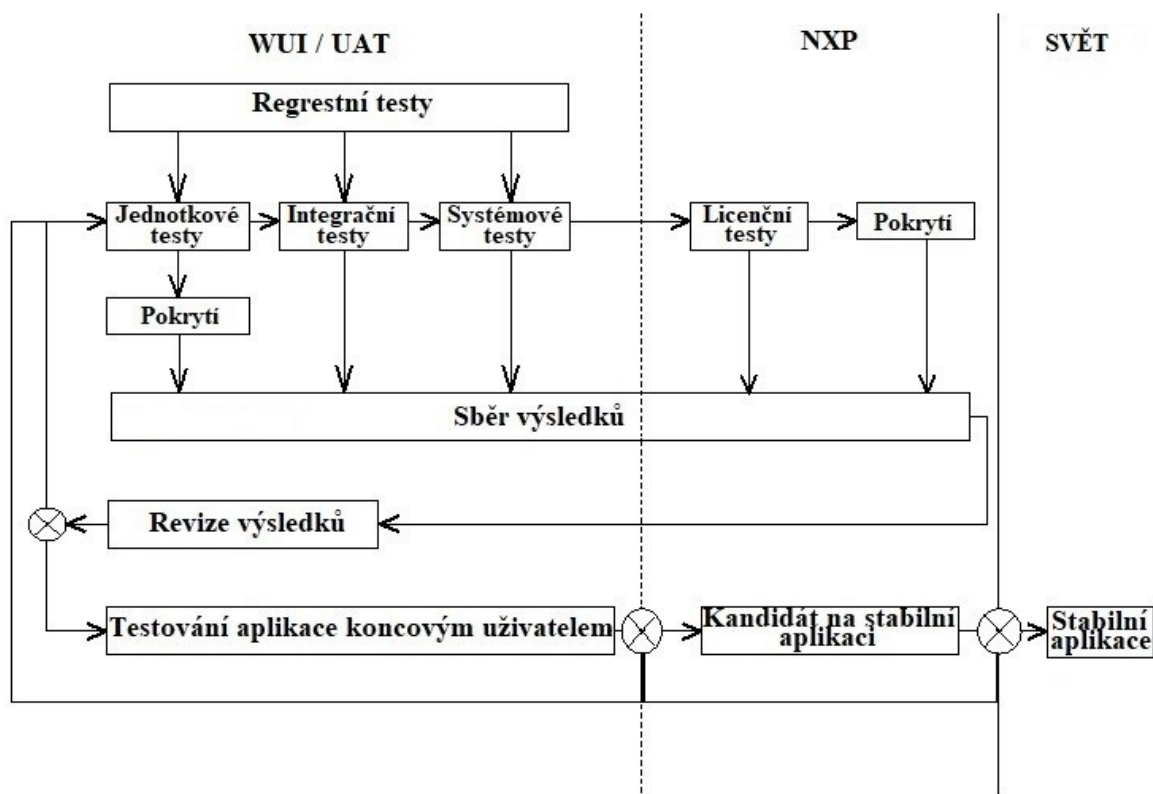 WUI / UAT
NXP
SVĚT
Regrestní testy
Jednotkové
testy
Integrační
testy
Systémové
testy
Licenční
testy
Pokrytí
Pokrytí
Sběr výsledků
Revize výsledků
Testování aplikace koncovým uživatelem
Kandidát na stabilní
aplikaci
Stabilní
aplikace